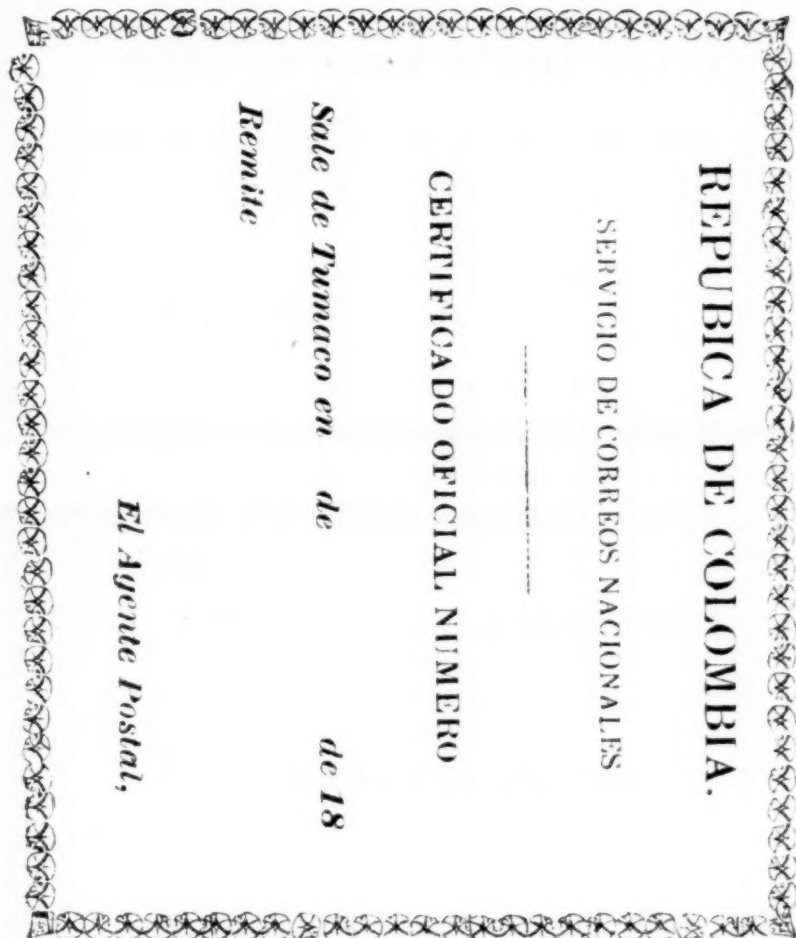 REPUBICA DE COLOMBIA.
SERVICIO DE CORREOS NACIONALES
CERTIFICADO OFICIAL NUMERO
Sale de Tumaco en de de 18
Remite
El Agente Postal,